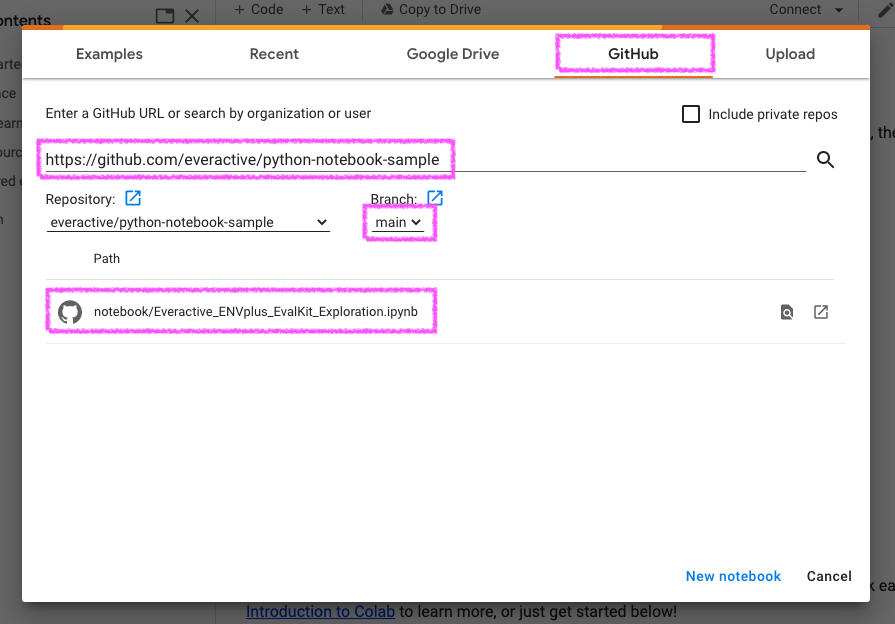 ontents
+ Code + Text Copy to Drive Connect
Examples Recent Google Drive GitHub Upload
Enter a GitHub URL or search by organization or user
Include private repos
https://github.com/everactive/python-notebook-sample
Repository: Branch:
everactive/python-notebook-sample main
Path
notebook/Everactive_ENVplus_EvalKit_Exploration.ipynb
New notebook Cancel
Introduction to Colab to learn more, or just get started below!